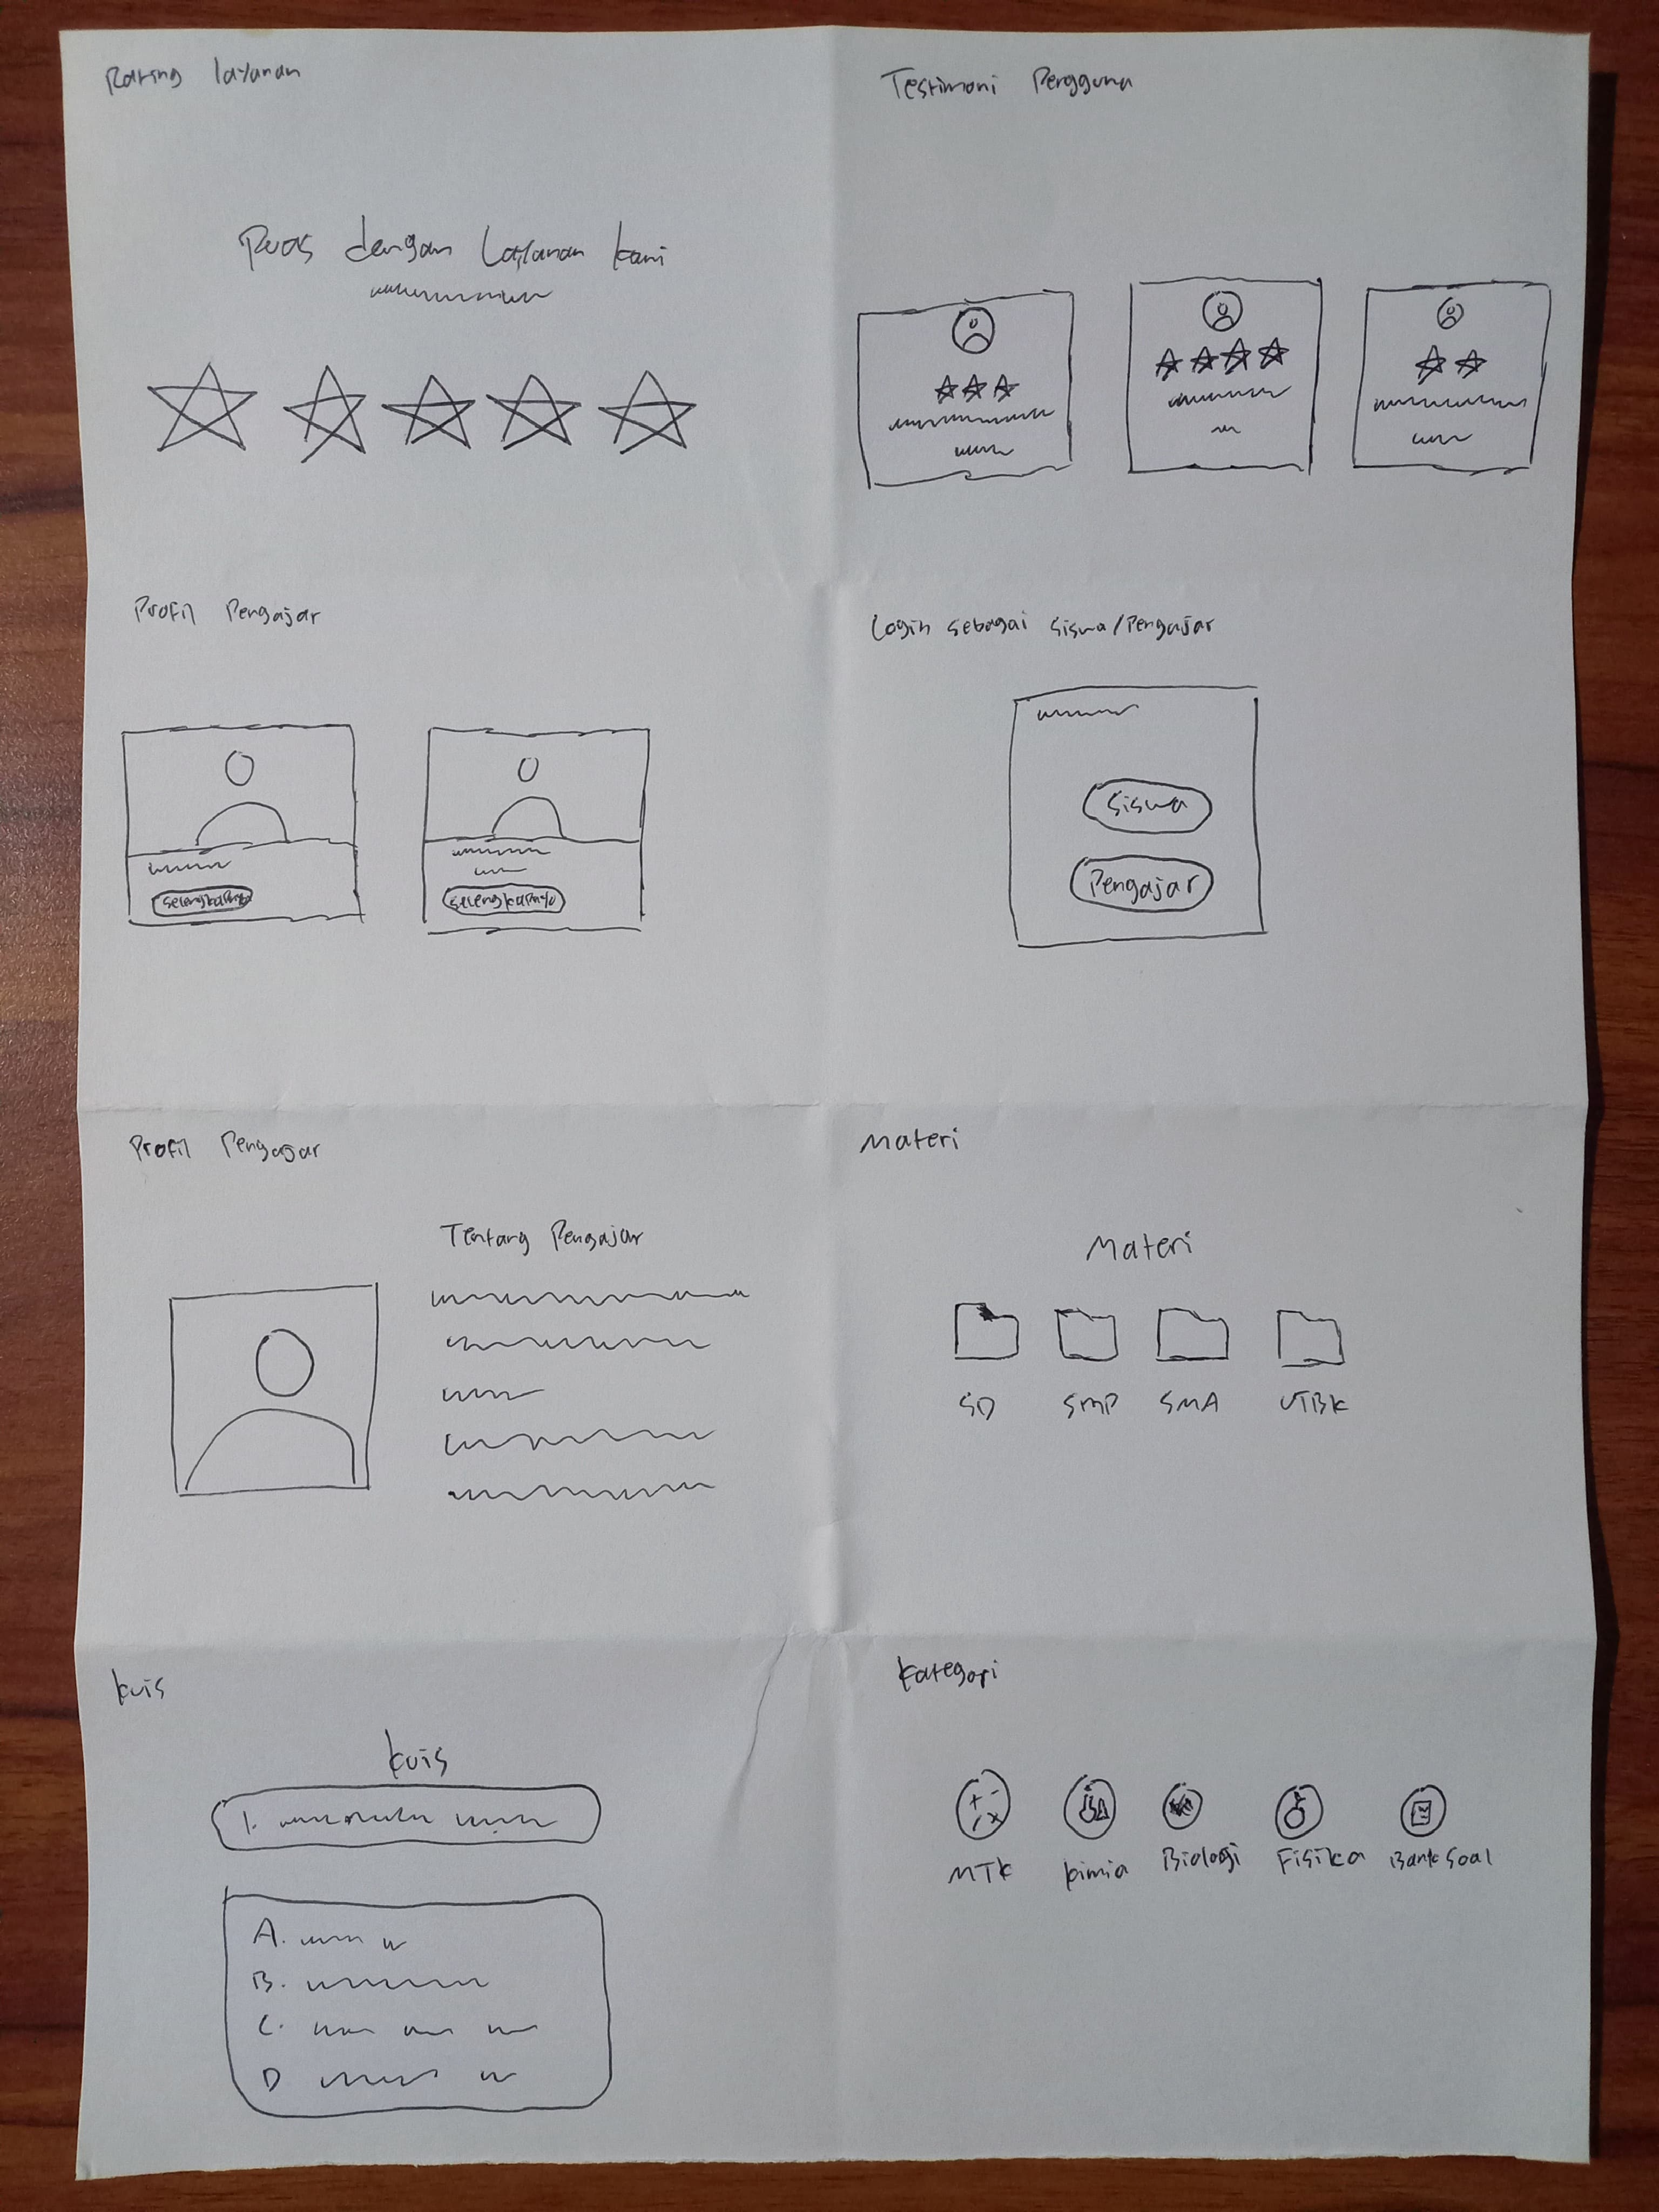 Rating layanan
Puas dengan Layanan kami
Testimoni Pengguna
Profil Pengajar
Selengkapnya
Selengkapnya
Login sebagai Siswa/Pengajar
Siswa
Pengajar
Profil Pengajar
Tentang Pengajar
Materi
Materi
SD SMP SMA UTBK
kuis
kuis
1.
A.
B.
C.
D
Kategori
+ -
/ x
MTK kimia Biologi Fisika Bank Soal